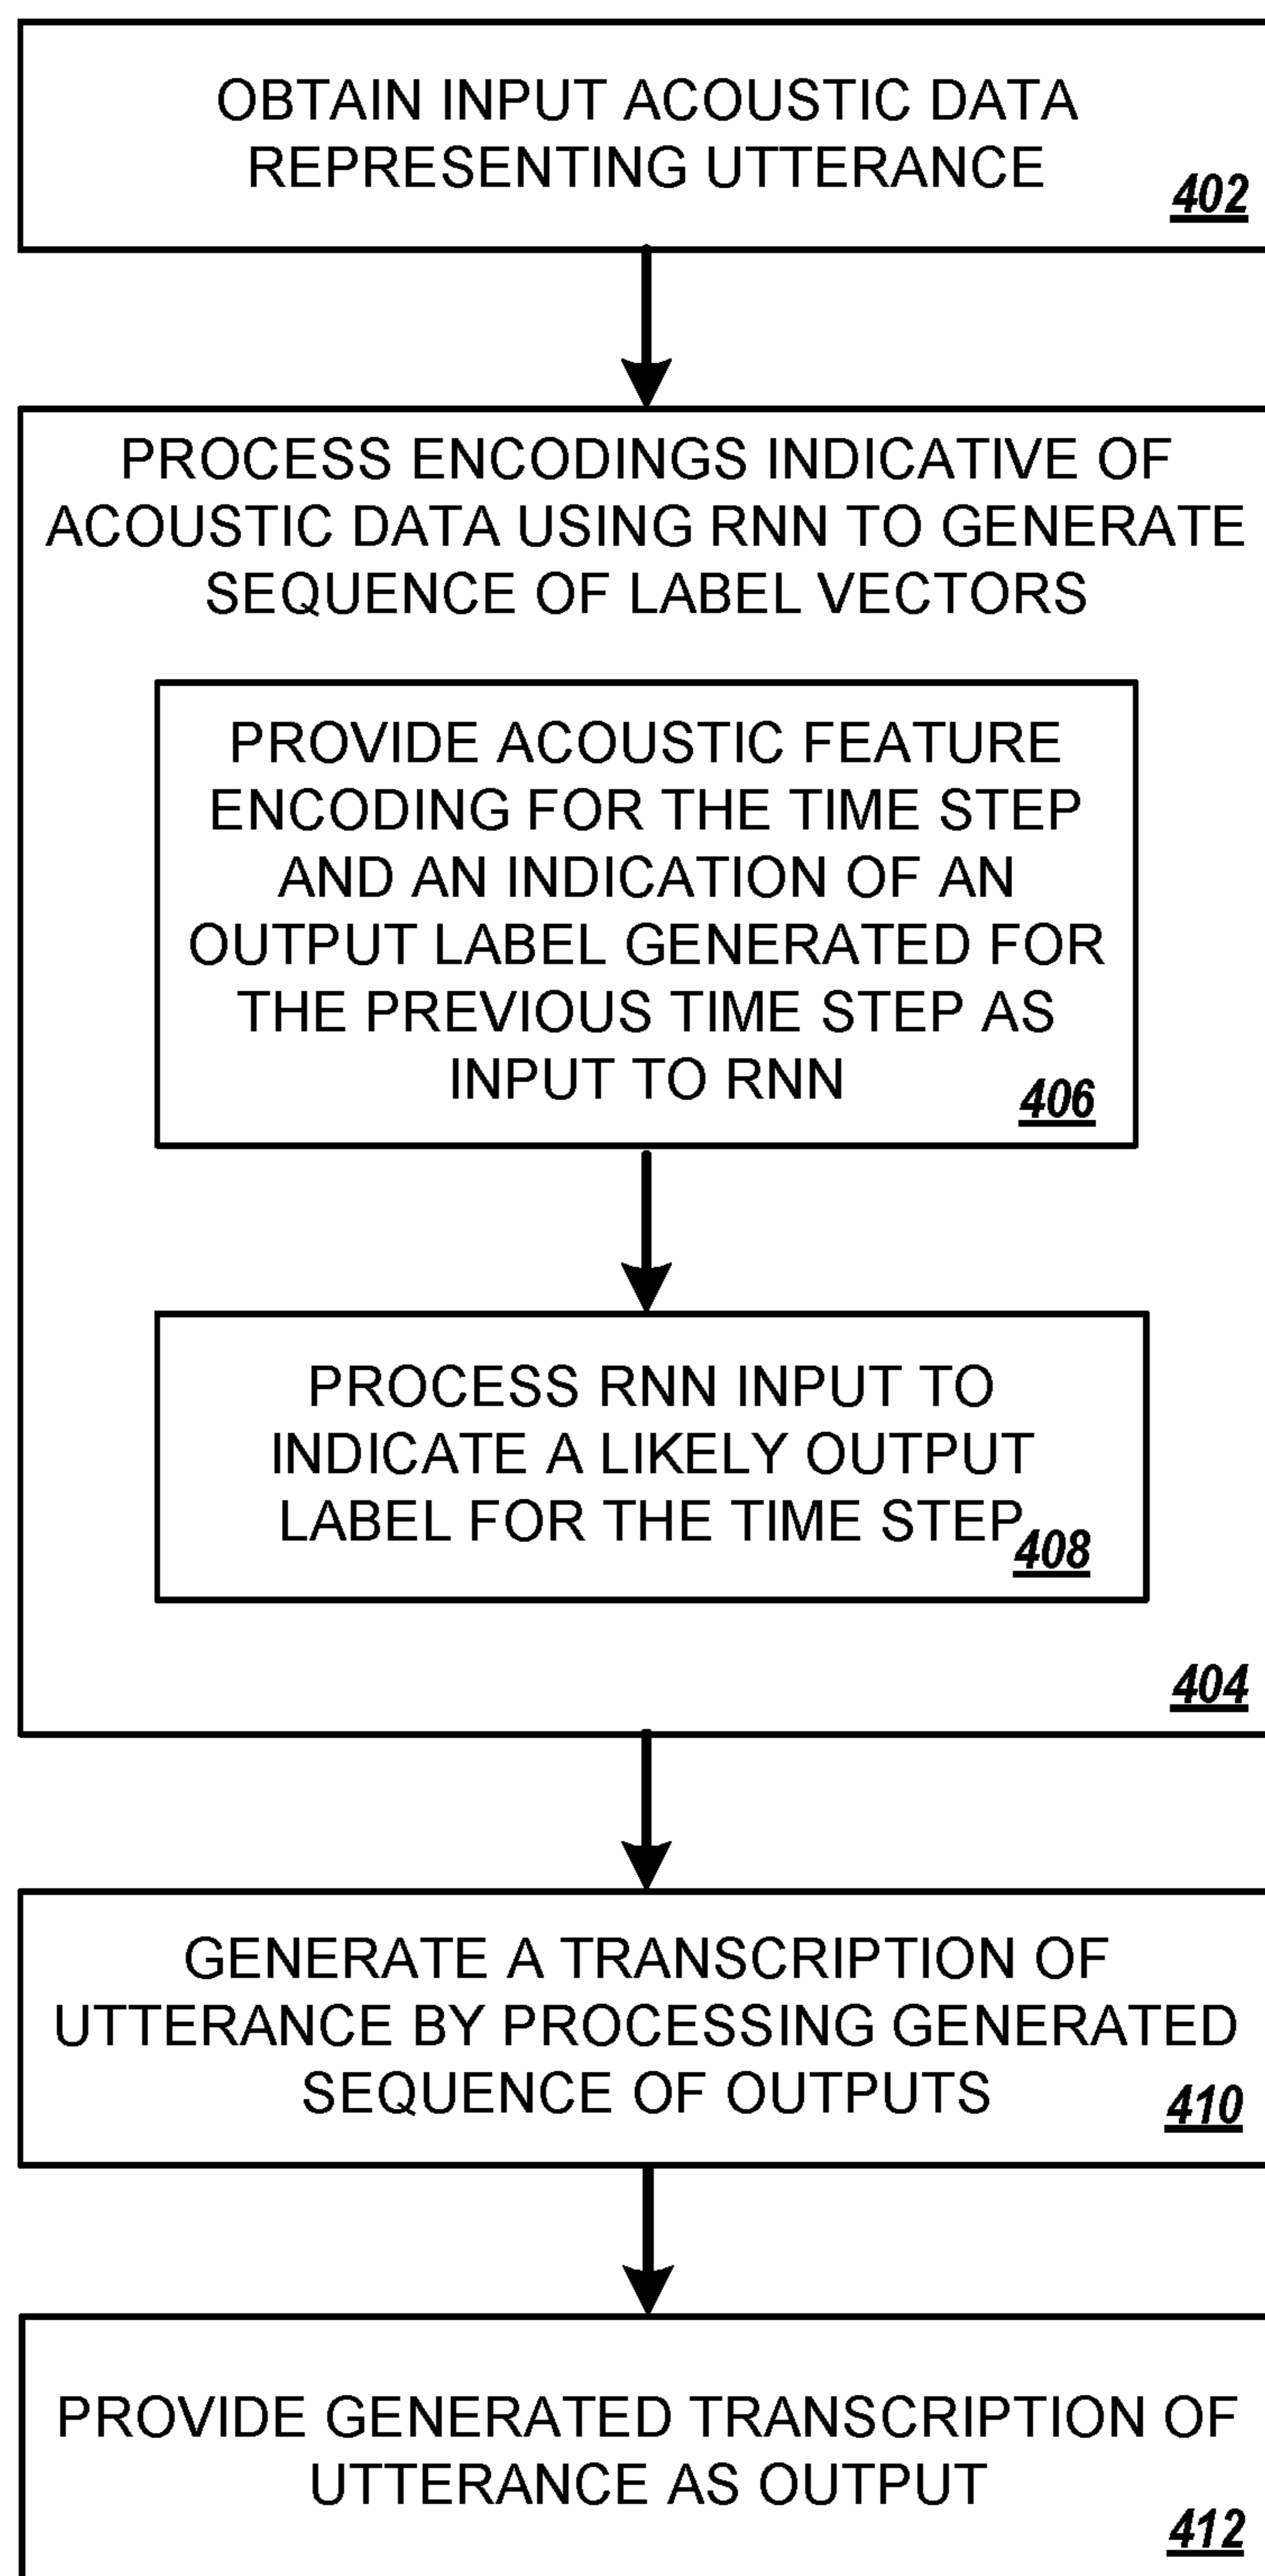 OBTAIN INPUT ACOUSTIC DATA
REPRESENTING UTTERANCE
402
PROCESS ENCODINGS INDICATIVE OF
ACOUSTIC DATA USING RNN TO GENERATE
SEQUENCE OF LABEL VECTORS
PROVIDE ACOUSTIC FEATURE
ENCODING FOR THE TIME STEP
AND AN INDICATION OF AN
OUTPUT LABEL GENERATED FOR
THE PREVIOUS TIME STEP AS
INPUT TO RNN
406
PROCESS RNN INPUT TO
INDICATE A LIKELY OUTPUT
LABEL FOR THE TIME STEP
408
404
GENERATE A TRANSCRIPTION OF
UTTERANCE BY PROCESSING GENERATED
SEQUENCE OF OUTPUTS
410
PROVIDE GENERATED TRANSCRIPTION OF
UTTERANCE AS OUTPUT
412